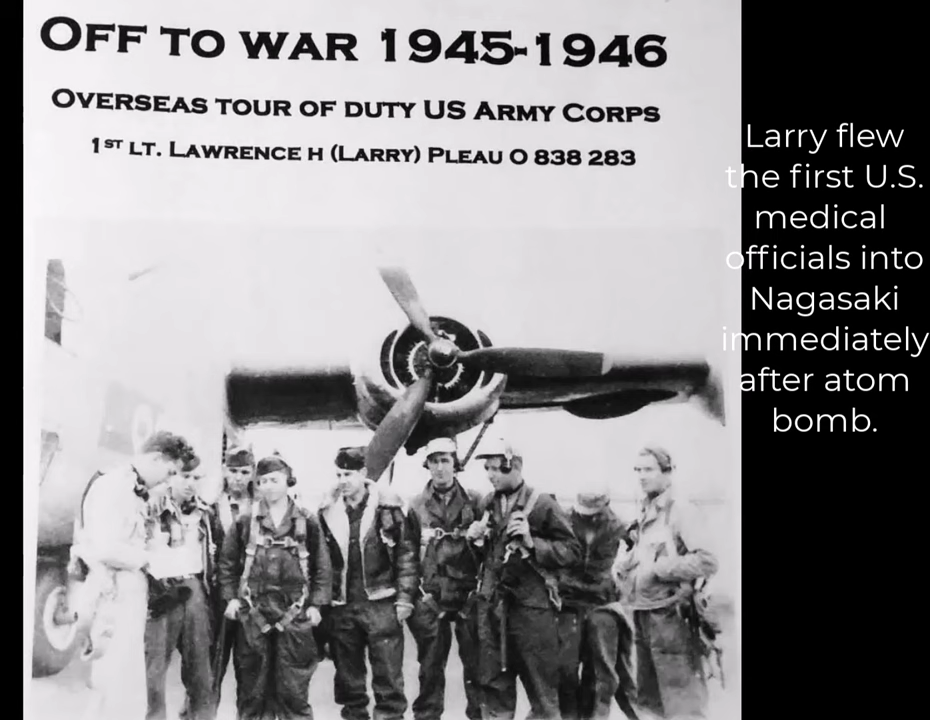 OFF TO WAR 1945-1946
OVERSEAS TOUR OF DUTY US ARMY CORPS
1ST LT. LAWRENCE H (LARRY) PLEAU O 838 283
Larry flew
the first U.S.
medical
officials into
Nagasaki
immediately
after atom
bomb.